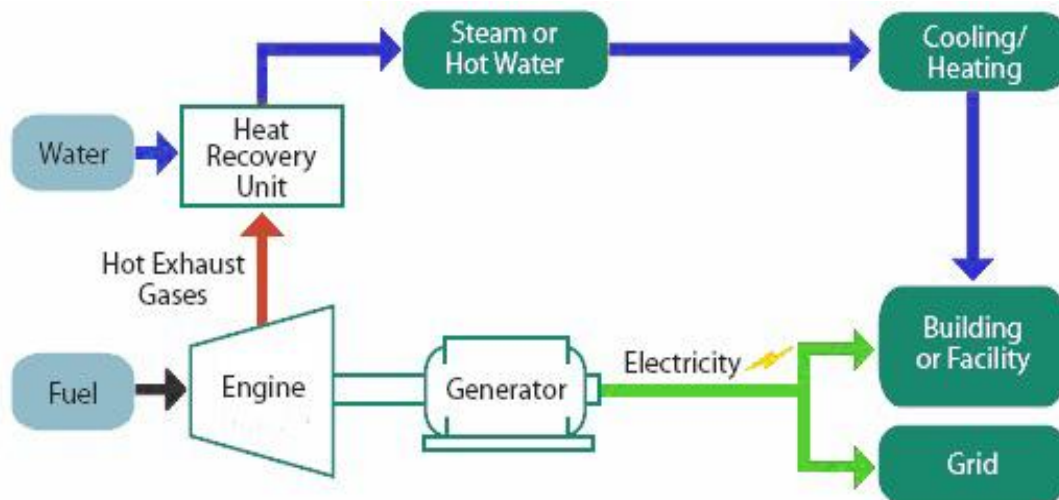 Steam or
Hot Water
Cooling/
Heating
Water
Heat
Recovery
Unit
Hot Exhaust
Gases
Fuel
Engine
Generator
Electricity
Building
or Facility
Grid